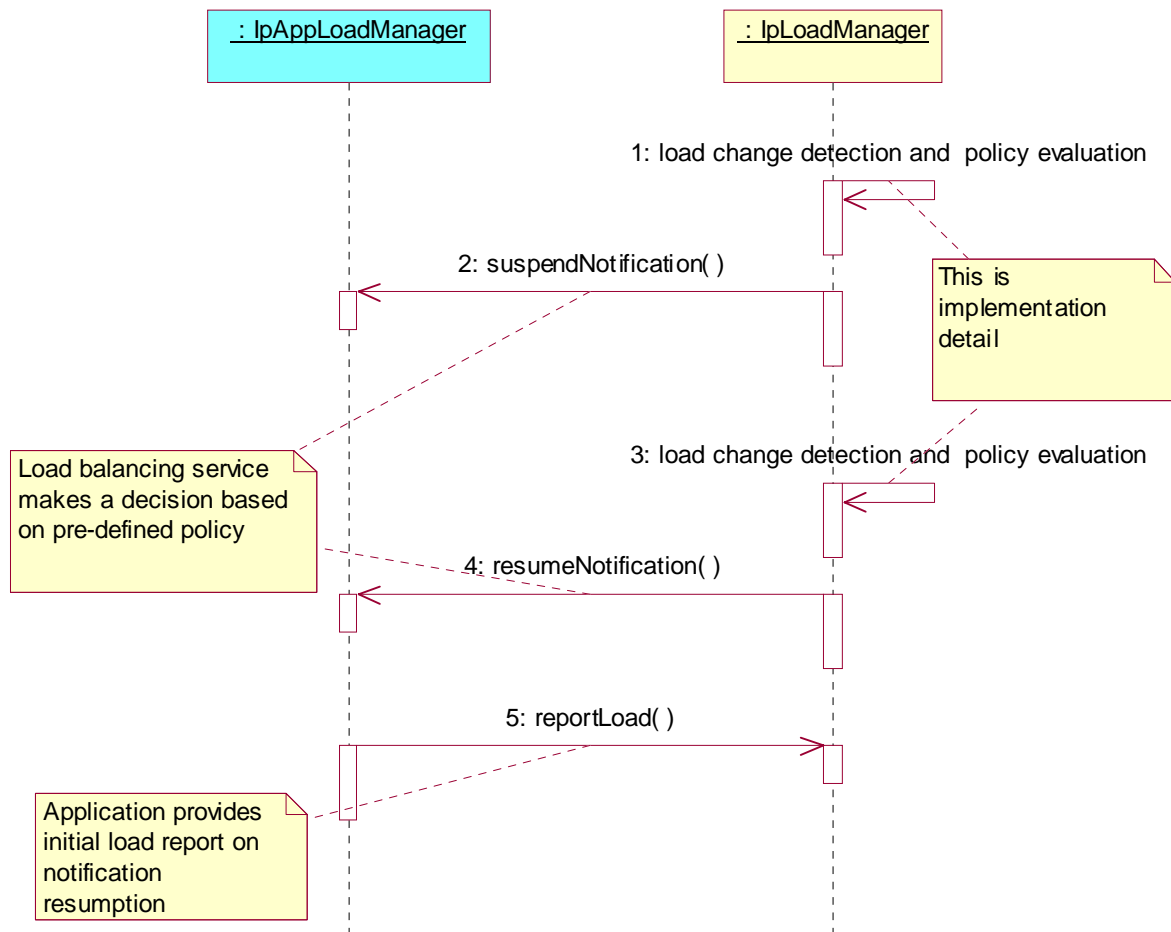 : IpAppLoadManager
: IpLoadManager
1: load change detection and policy evaluation
2: suspendNotification( )
This is
implementation
detail
Load balancing service
makes a decision based
on pre-defined policy
3: load change detection and policy evaluation
4: resumeNotification( )
5: reportLoad( )
Application provides
initial load report on
notification
resumption